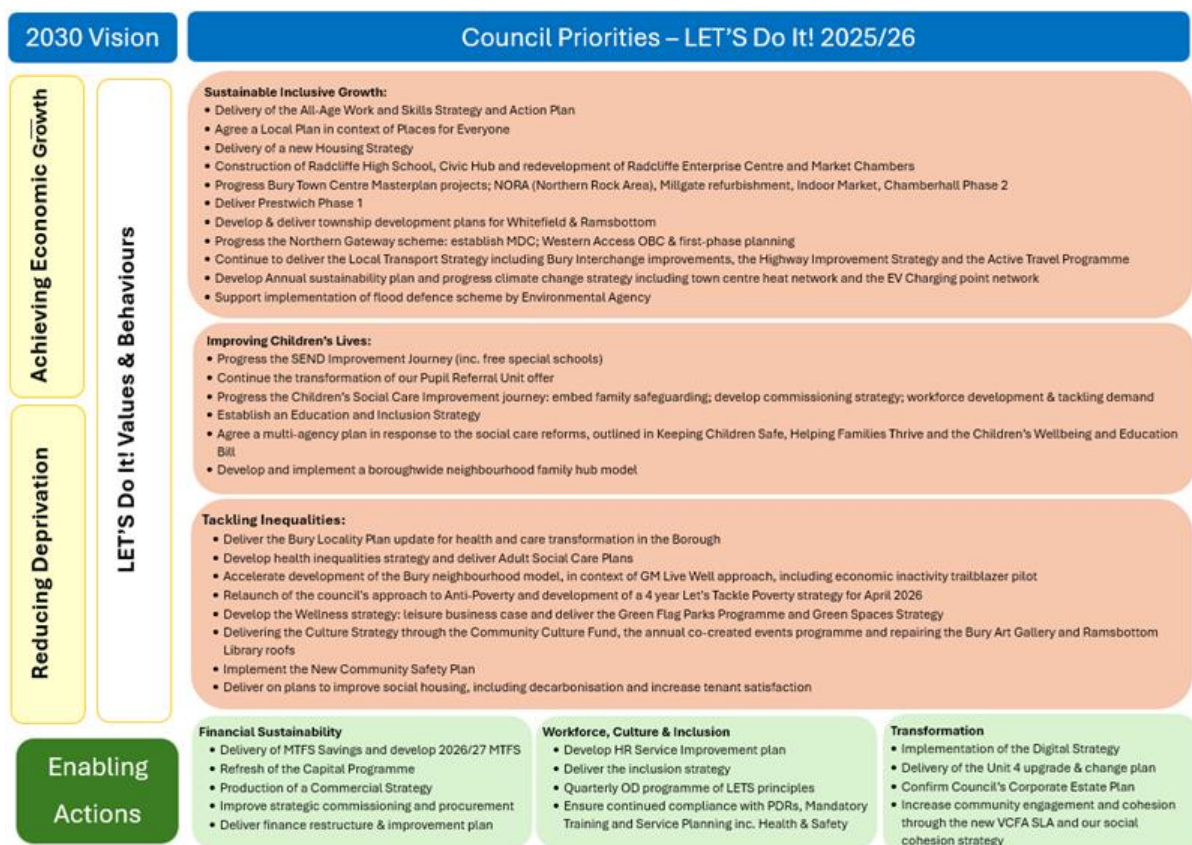 2030 Vision
Council Priorities – LET'S Do It! 2025/26
Achieving Economic Growth
Reducing Deprivation
LET'S Do It! Values & Behaviours
Sustainable Inclusive Growth:
• Delivery of the All-Age Work and Skills Strategy and Action Plan
• Agree a Local Plan in context of Places for Everyone
• Delivery of a new Housing Strategy
• Construction of Radcliffe High School, Civic Hub and redevelopment of Radcliffe Enterprise Centre and Market Chambers
• Progress Bury Town Centre Masterplan projects; NORA (Northern Rock Area), Millgate refurbishment, Indoor Market, Chamberhall Phase 2
• Deliver Prestwich Phase 1
• Develop & deliver township development plans for Whitefield & Ramsbottom
• Progress the Northern Gateway scheme: establish MDC; Western Access OBC & first-phase planning
• Continue to deliver the Local Transport Strategy including Bury Interchange improvements, the Highway Improvement Strategy and the Active Travel Programme
• Develop Annual sustainability plan and progress climate change strategy including town centre heat network and the EV Charging point network
• Support implementation of flood defence scheme by Environmental Agency
Improving Children's Lives:
• Progress the SEND Improvement Journey (inc. free special schools)
• Continue the transformation of our Pupil Referral Unit offer
• Progress the Children's Social Care Improvement journey: embed family safeguarding; develop commissioning strategy; workforce development & tackling demand
• Establish an Education and Inclusion Strategy
• Agree a multi-agency plan in response to the social care reforms, outlined in Keeping Children Safe, Helping Families Thrive and the Children's Wellbeing and Education
Bill
• Develop and implement a boroughwide neighbourhood family hub model
Tackling Inequalities:
• Deliver the Bury Locality Plan update for health and care transformation in the Borough
• Develop health inequalities strategy and deliver Adult Social Care Plans
• Accelerate development of the Bury neighbourhood model, in context of GM Live Well approach, including economic inactivity trailblazer pilot
• Relaunch of the council's approach to Anti-Poverty and development of a 4 year Let's Tackle Poverty strategy for April 2026
• Develop the Wellness strategy: leisure business case and deliver the Green Flag Parks Programme and Green Spaces Strategy
• Delivering the Culture Strategy through the Community Culture Fund, the annual co-created events programme and repairing the Bury Art Gallery and Ramsbottom
Library roofs
• Implement the New Community Safety Plan
• Deliver on plans to improve social housing, including decarbonisation and increase tenant satisfaction
Enabling
Actions
Financial Sustainability
• Delivery of MTFS Savings and develop 2026/27 MTFS
• Refresh of the Capital Programme
• Production of a Commercial Strategy
• Improve strategic commissioning and procurement
• Deliver finance restructure & improvement plan
Workforce, Culture & Inclusion
• Develop HR Service Improvement plan
• Deliver the inclusion strategy
• Quarterly OD programme of LETS principles
• Ensure continued compliance with PDRs, Mandatory
Training and Service Planning inc. Health & Safety
Transformation
• Implementation of the Digital Strategy
• Delivery of the Unit 4 upgrade & change plan
• Confirm Council's Corporate Estate Plan
• Increase community engagement and cohesion
through the new VCFA SLA and our social
cohesion strategy